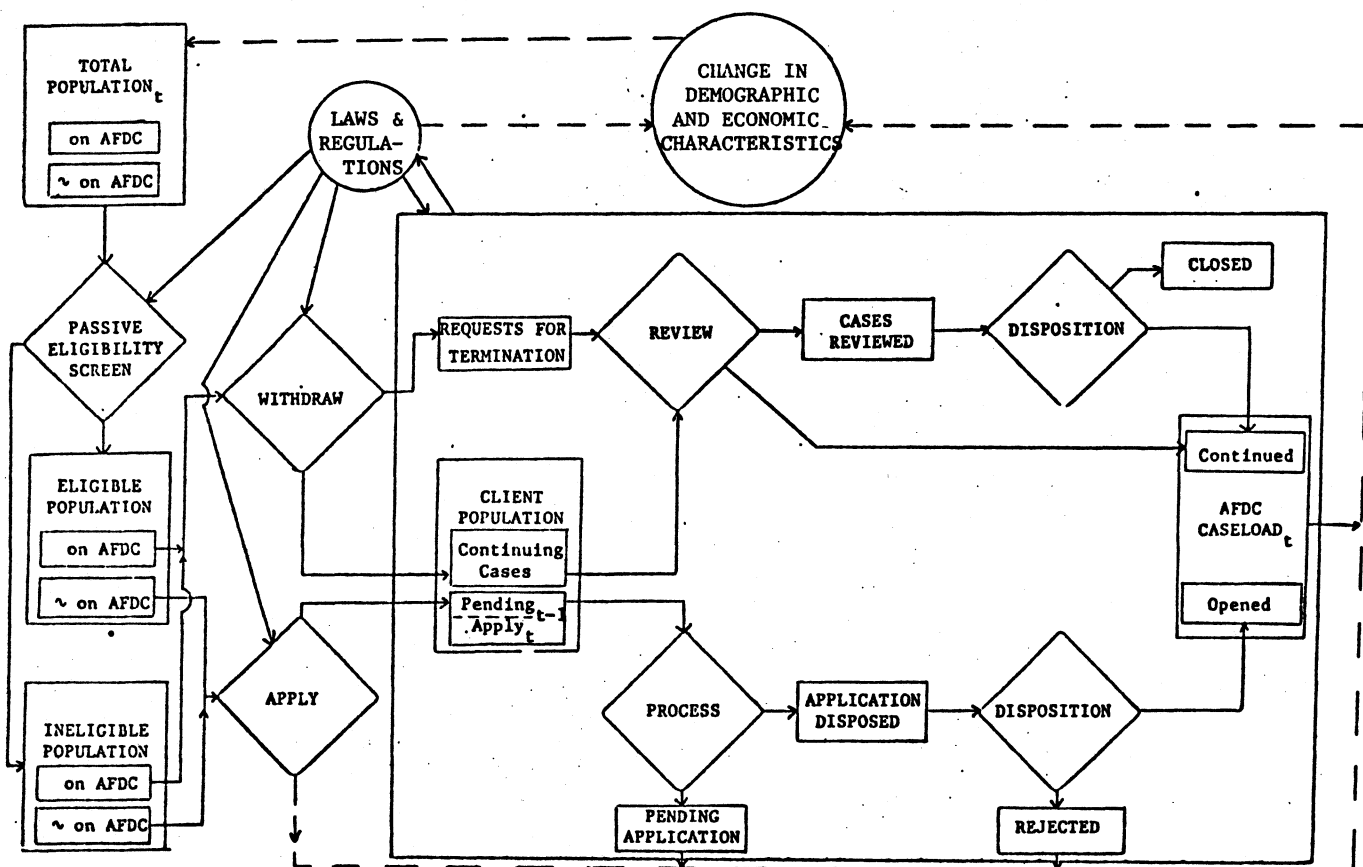 TOTAL
POPULATION t
on AFDC
~ on AFDC
LAWS &
REGULA-
TIONS
CHANGE IN
DEMOGRAPHIC
AND ECONOMIC
CHARACTERISTICS
PASSIVE
ELIGIBILITY
SCREEN
WITHDRAW
REQUESTS FOR
TERMINATION
REVIEW
CASES
REVIEWED
DISPOSITION
CLOSED
ELIGIBLE
POPULATION
on AFDC
~ on AFDC
CLIENT
POPULATION
Continuing
Cases
Pending t-1
Apply t
Continued
AFDC
CASELOAD t
Opened
INELIGIBLE
POPULATION
on AFDC
~ on AFDC
APPLY
PROCESS
APPLICATION
DISPOSED
DISPOSITION
PENDING
APPLICATION
REJECTED